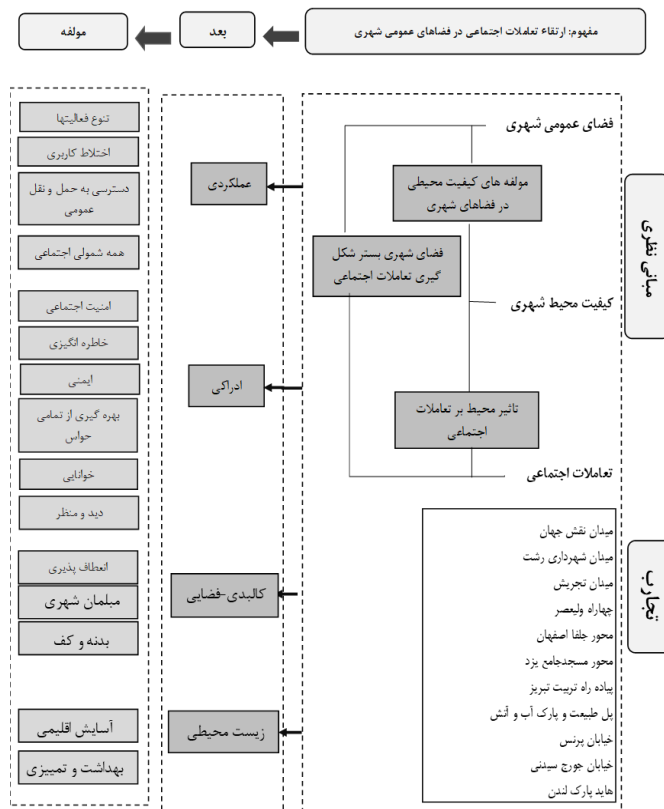 مفهوم: ارتقاء تعاملات اجتماعی در فضاهای عمومی شهری
بعد
مولفه
مبانی نظری
فضای عمومی شهری
مولفه های کیفیت محیطی
در فضاهای شهری
فضای شهری بستر شکل
گیری تعاملات اجتماعی
کیفیت محیط شهری
تاثیر محیط بر تعاملات
اجتماعی
تعاملات اجتماعی
تجارب
میدان نقش جهان
میدان شهرداری رشت
میدان تجریش
چهاراه ولیعصر
محور جلفا اصفهان
محور مسجدجامع یزد
پیاده راه تربیت تبریز
پل طبیعت و پارک آب و آتش
خیابان پرنس
خیابان جورج سیدنی
هاید پارک لندن
عملکردی
ادراکی
کالبدی-فضایی
زیست محیطی
تنوع فعالیتها
اختلاط کاربری
دسترسی به حمل و نقل
عمومی
همه شمولی اجتماعی
امنیت اجتماعی
خاطره انگیزی
ایمنی
بهره گیری از تمامی
حواس
خوانایی
دید و منظر
انعطاف پذیری
مبلمان شهری
بدنه و کف
آسایش اقلیمی
بهداشت و تمییزی